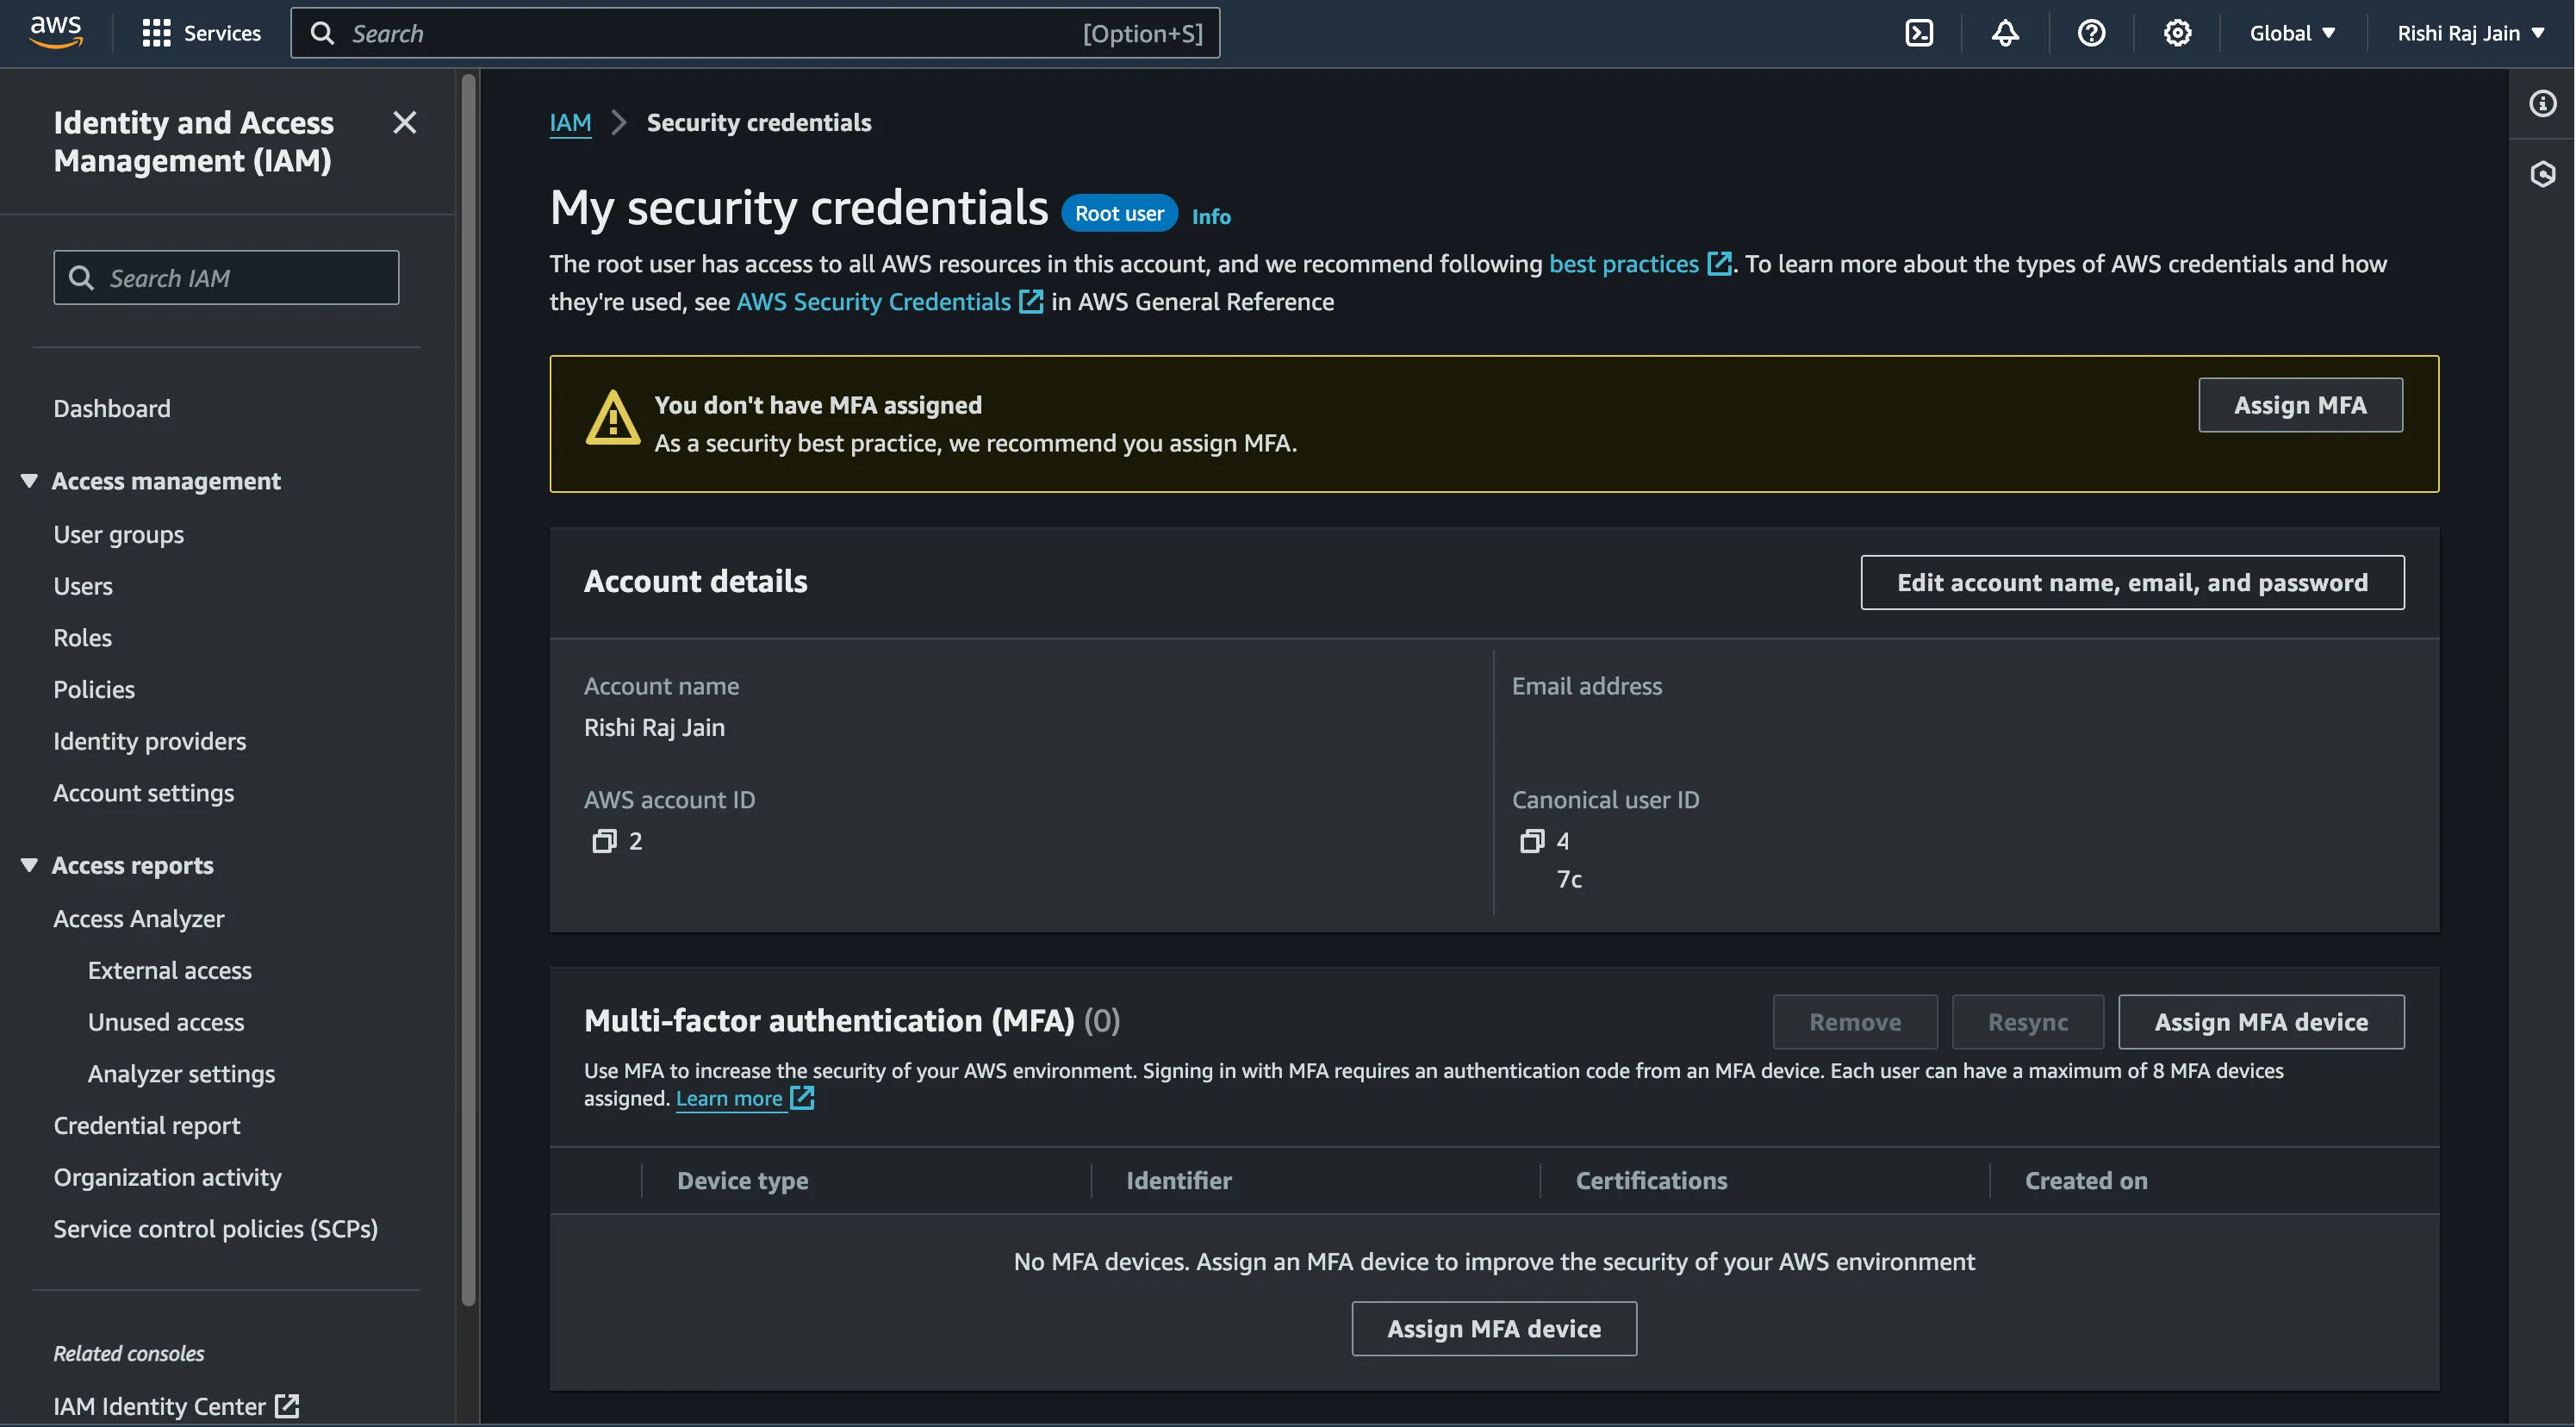 aws
Services
Search
[Option+S]
Global
Rishi Raj Jain
Identity and Access
Management (IAM)
Search IAM
Dashboard
Access management
User groups
Users
Roles
Policies
Identity providers
Account settings
Access reports
Access Analyzer
External access
Unused access
Analyzer settings
Credential report
Organization activity
Service control policies (SCPs)
Related consoles
IAM Identity Center
IAM
Security credentials
My security credentials
Root user
Info
The root user has access to all AWS resources in this account, and we recommend following best practices. To learn more about the types of AWS credentials and how
they're used, see AWS Security Credentials in AWS General Reference
You don't have MFA assigned
As a security best practice, we recommend you assign MFA.
Assign MFA
Account details
Edit account name, email, and password
Account name
Rishi Raj Jain
Email address
AWS account ID
2
Canonical user ID
4
7c
Multi-factor authentication (MFA) (0)
Remove
Resync
Assign MFA device
Use MFA to increase the security of your AWS environment. Signing in with MFA requires an authentication code from an MFA device. Each user can have a maximum of 8 MFA devices
assigned. Learn more
Device type
Identifier
Certifications
Created on
No MFA devices. Assign an MFA device to improve the security of your AWS environment
Assign MFA device